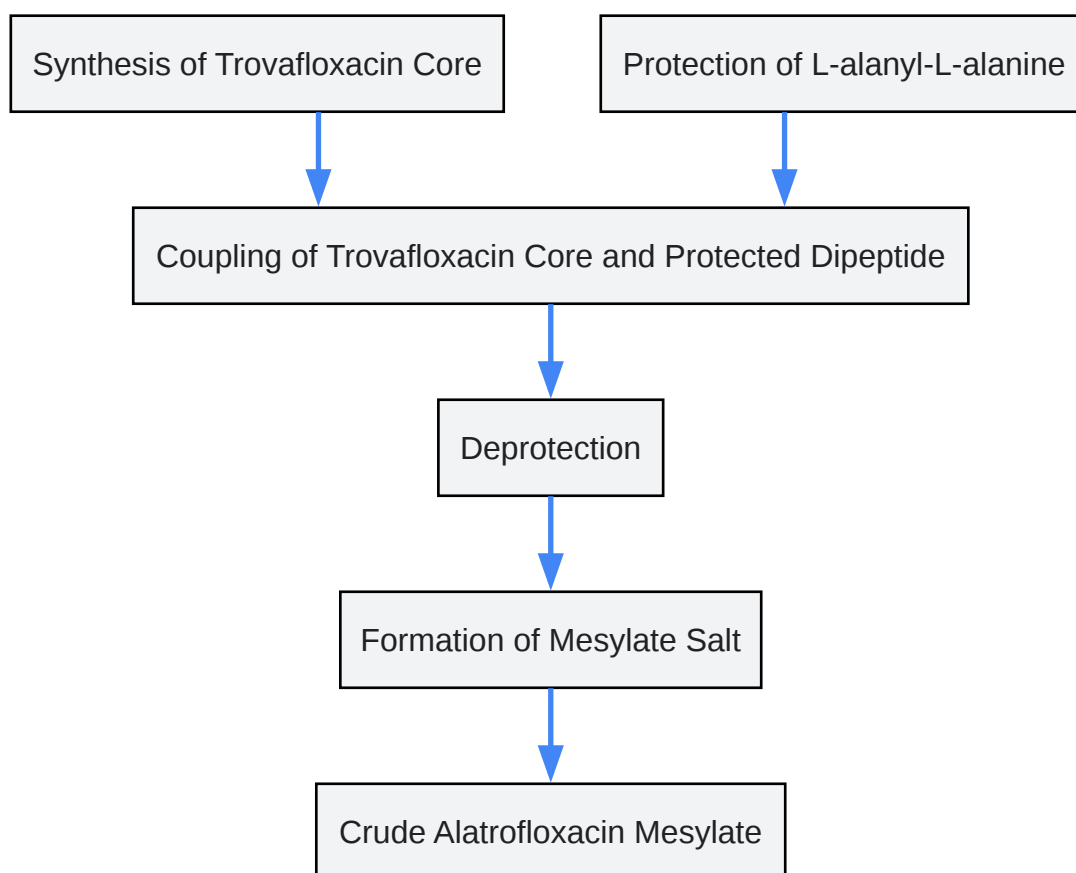 Synthesis of Trovafloxacin Core
Protection of L-alanyl-L-alanine
Coupling of Trovafloxacin Core and Protected Dipeptide
Deprotection
Formation of Mesylate Salt
Crude Alatrofloxacin Mesylate